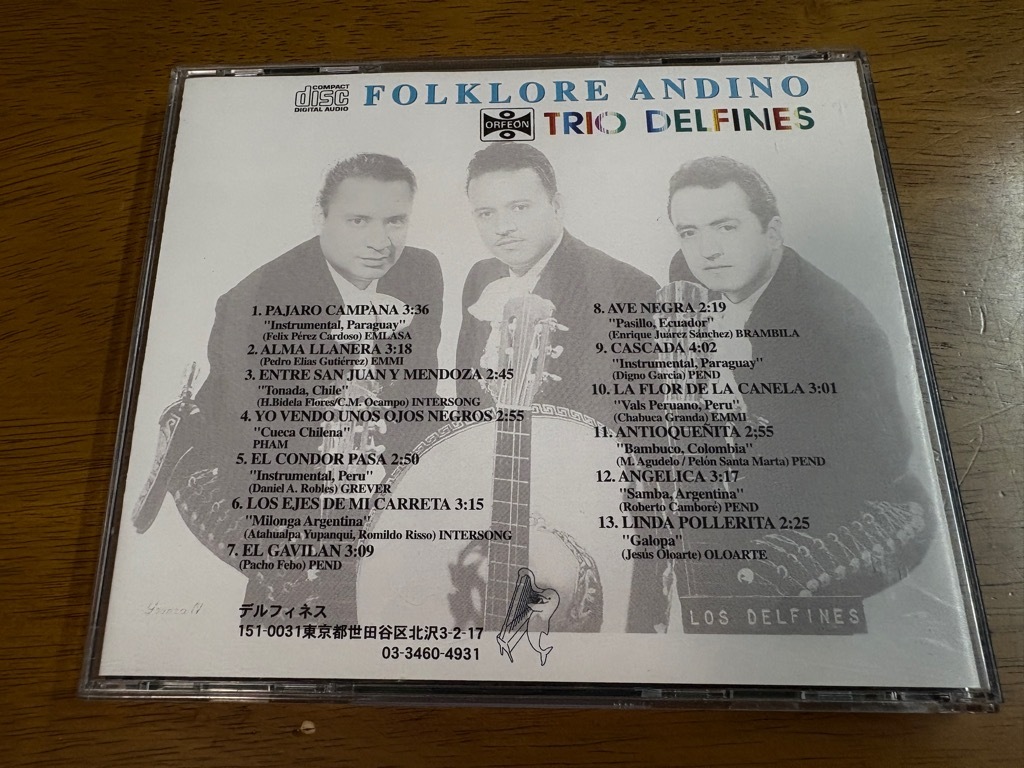 COMPACT
disc
DIGITAL AUDIO
FOLKLORE ANDINO
ORFEON
TRIO DELFINES
1. PAJARO CAMPANA 3:36
"Instrumental, Paraguay"
(Felix Pérez Cardoso) EMLASA
2. ALMA LLANERA 3:18
(Pedro Elías Gutiérrez) EMMI
3. ENTRE SAN JUAN Y MENDOZA 2:45
"Tonada, Chile"
(H.Bidela Flores/C.M. Ocampo) INTERSONG
4. YO VENDO UNOS OJOS NEGROS 2:55
"Cueca Chilena"
PHAM
5. EL CONDOR PASA 2:50
"Instrumental, Peru"
(Daniel A. Robles) GREVER
6. LOS EJES DE MI CARRETA 3:15
"Milonga Argentina"
(Atahualpa Yupanqui, Romildo Risso) INTERSONG
7. EL GAVILAN 3:09
(Pacho Febo) PEND
8. AVE NEGRA 2:19
"Pasillo, Ecuador"
(Enrique Juárez Sánchez) BRAMBILA
9. CASCADA 4:02
"Instrumental, Paraguay"
(Digno García) PEND
10. LA FLOR DE LA CANELA 3:01
"Vals Peruano, Peru"
(Chabuca Granda) EMMI
11. ANTIOQUEÑITA 2;55
"Bambuco, Colombia"
(M. Agudelo / Pelón Santa Marta) PEND
12. ANGELICA 3:17
"Samba, Argentina"
(Roberto Camboré) PEND
13. LINDA POLLERITA 2:25
"Galopa"
(Jesús Oloarte) OLOARTE
LOS DELFINES
デルフィネス
151-0031東京都世田谷区北沢3-2-17
03-3460-4931